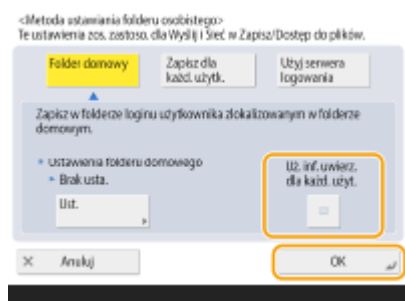 <Metoda ustawiania folderu osobistego>
Te ustawienia zos. zastoso. dla Wyślij i Sieć w Zapisz/Dostęp do plików.
Folder domowy
Zapisz dla
każd. użytk.
Użyj serwera
logowania
Zapisz w folderze loginu użytkownika zlokalizowanym w folderze
domowym.
Ustawienia folderu domowego
Brak usta.
Ust.
Uż. inf. uwierz.
dla każd. użyt.
Anuluj
OK